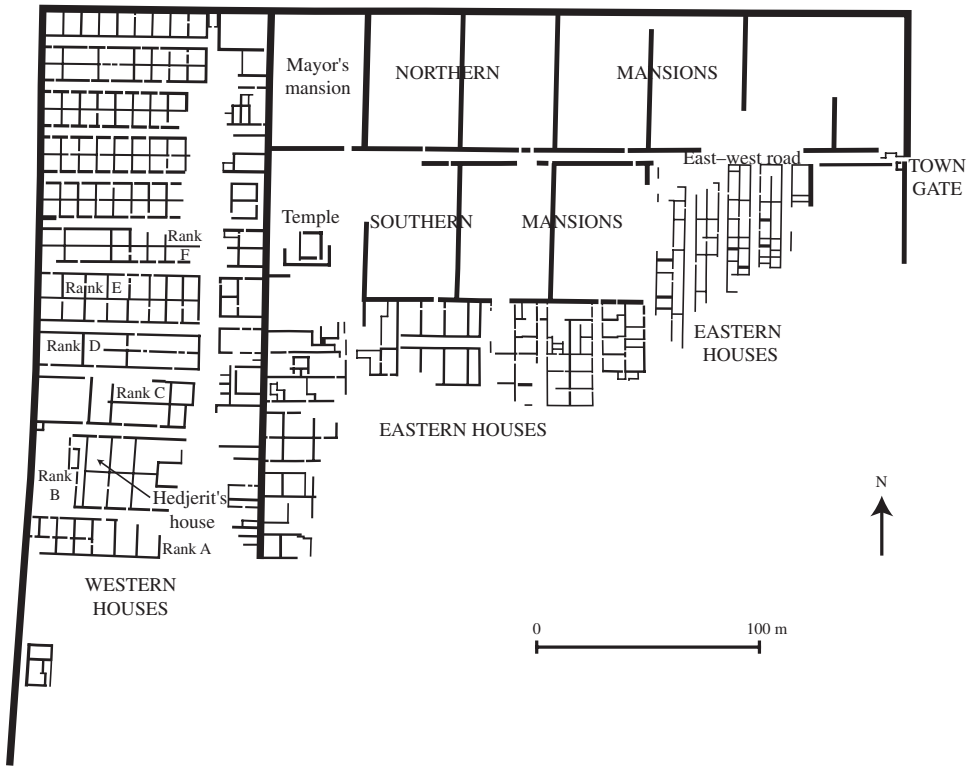 Mayor's
mansion
NORTHERN
MANSIONS
East–west road
TOWN
GATE
Temple
SOUTHERN
MANSIONS
Rank
F
Rank E
Rank D
Rank C
EASTERN
HOUSES
EASTERN HOUSES
Rank
B
Hedjerit's
house
Rank A
WESTERN
HOUSES
N
0
100 m